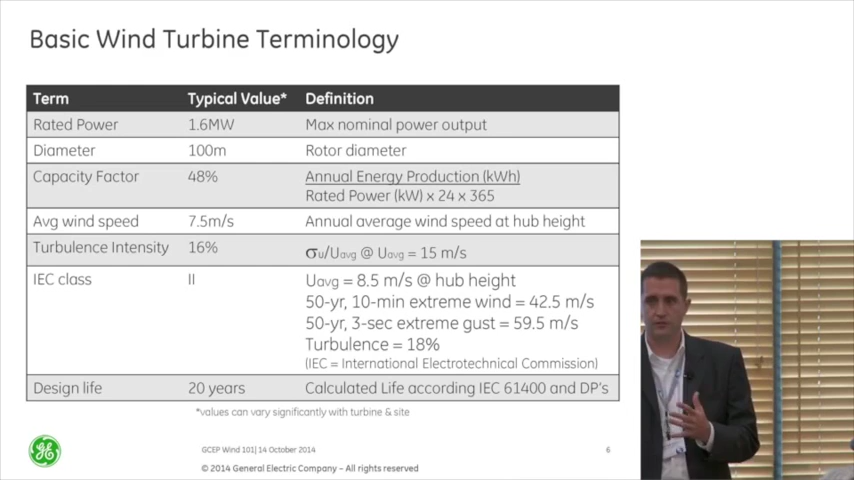 Basic Wind Turbine Terminology
Term Typical Value* Definition
Rated Power 1.6MW Max nominal power output
Diameter 100m Rotor diameter
Capacity Factor 48% Annual Energy Production (kWh)
Rated Power (kW) x 24 x 365
Avg wind speed 7.5m/s Annual average wind speed at hub height
Turbulence Intensity 16% σu/Uavg @ Uavg = 15 m/s
IEC class II Uavg = 8.5 m/s @ hub height
50-yr, 10-min extreme wind = 42.5 m/s
50-yr, 3-sec extreme gust = 59.5 m/s
Turbulence = 18%
(IEC = International Electrotechnical Commission)
Design life 20 years Calculated Life according IEC 61400 and DP's
*values can vary significantly with turbine & site
GE
GCEP Wind 101| 14 October 2014
6
© 2014 General Electric Company – All rights reserved